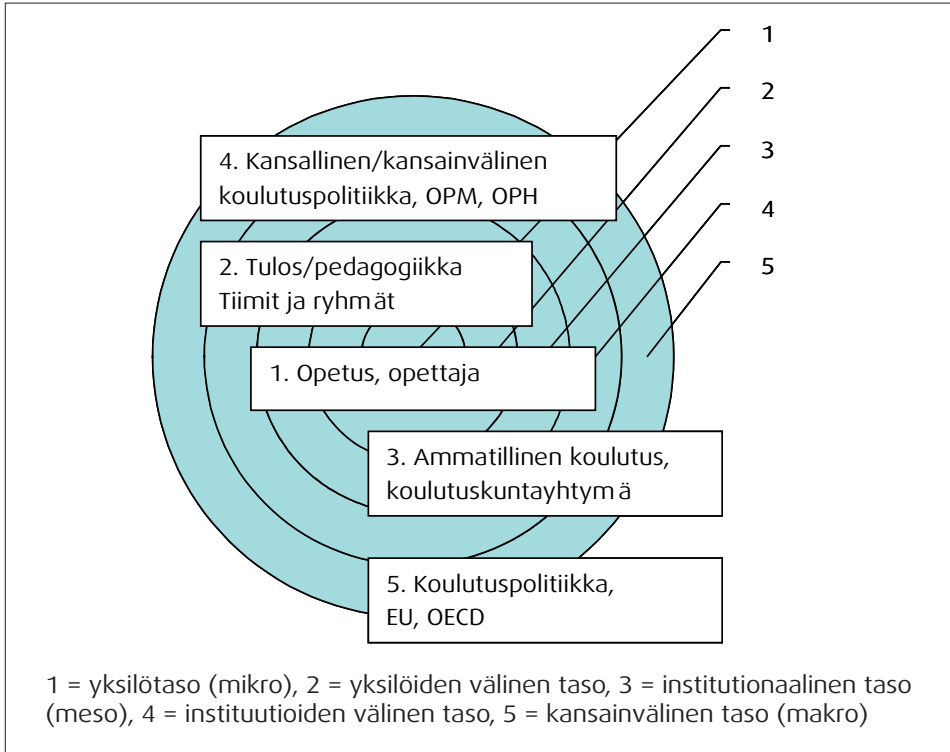 1
2
3
4
5
4. Kansallinen/kansainvälinen
koulutuspolitiikka, OPM, OPH
2. Tulos/pedagogiikka
Tiimit ja ryhmät
1. Opetus, opettaja
3. Ammatillinen koulutus,
koulutuskuntayhtymä
5. Koulutuspolitiikka,
EU, OECD
1 = yksilötaso (mikro), 2 = yksilöiden välinen taso, 3 = institutionaalinen taso
(meso), 4 = instituutioiden välinen taso, 5 = kansainvälinen taso (makro)